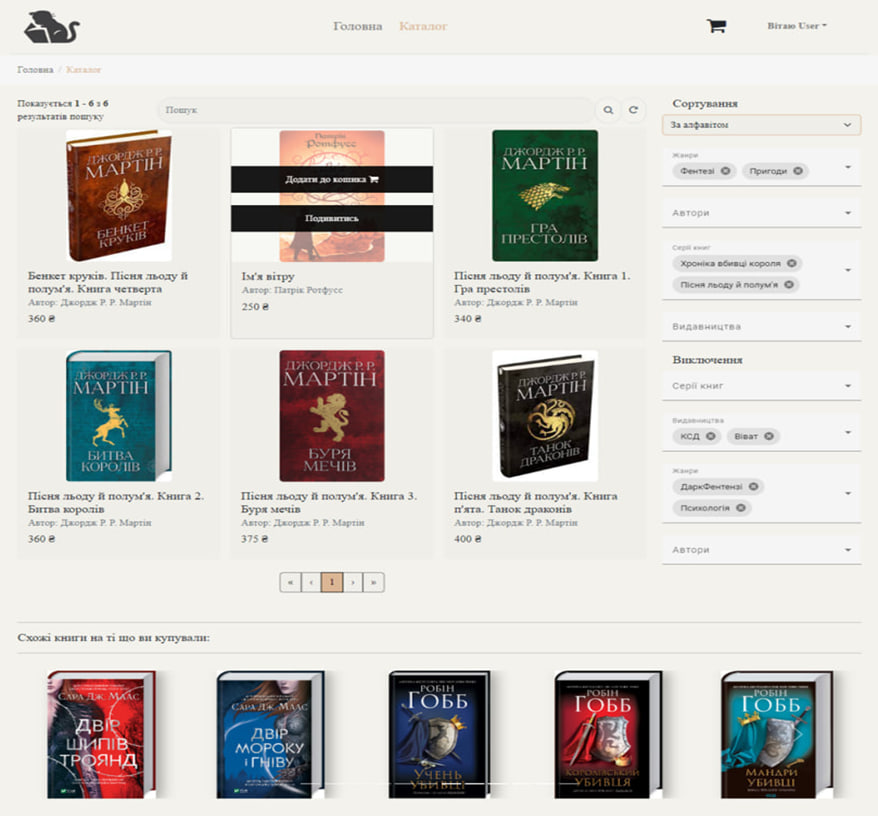 Головна Каталог
Вітаю User
Головна / Каталог
Показується 1 - 6 з 6
результатів пошуку
Пошук
ДЖОРДЖ Р. Р.
МАРТІН
БЕНКЕТ
КРУКІВ
Бенкет круків. Пісня льоду й
полум'я. Книга четверта
Автор: Джордж Р. Р. Мартін
360 ₴
Патрік
Ротфусс
Додати до кошика
Подивитись
Ім'я вітру
Автор: Патрік Ротфусс
250 ₴
ДЖОРДЖ Р. Р.
МАРТІН
ГРА
ПРЕСТОЛІВ
Пісня льоду й полум'я. Книга 1.
Гра престолів
Автор: Джордж Р. Р. Мартін
340 ₴
ДЖОРДЖ Р. Р.
МАРТІН
БИТВА
КОРОЛІВ
Пісня льоду й полум'я. Книга 2.
Битва королів
Автор: Джордж Р. Р. Мартін
360 ₴
ДЖОРДЖ Р. Р.
МАРТІН
БУРЯ
МЕЧІВ
Пісня льоду й полум'я. Книга 3.
Буря мечів
Автор: Джордж Р. Р. Мартін
375 ₴
ДЖОРДЖ Р. Р.
МАРТІН
ТАНОК
ДРАКОНІВ
Пісня льоду й полум'я. Книга
п'ята. Танок драконів
Автор: Джордж Р. Р. Мартін
400 ₴
« ‹ 1 › »
Сортування
За алфавітом
Жанри
Фентезі Пригоди
Автори
Серії книг
Хроніка вбивці короля
Пісня льоду й полум'я
Видавництва
Виключення
Серії книг
Видавництва
КСД Віват
Жанри
ДаркФентензі
Психологія
Автори
Схожі книги на ті що ви купували:
САРА ДЖ. МААС
ДВІР
ШИПІВ
ТРОЯНД
САРА ДЖ. МААС
ДВІР
МОРОКУ
і ГНІВУ
РОБІН
ГОББ
УЧЕНЬ
УБИВЦІ
РОБІН
ГОББ
КОРОЛІВСЬКИЙ
УБИВЦЯ
РОБІН
ГОББ
МАНДРИ
УБИВЦІ